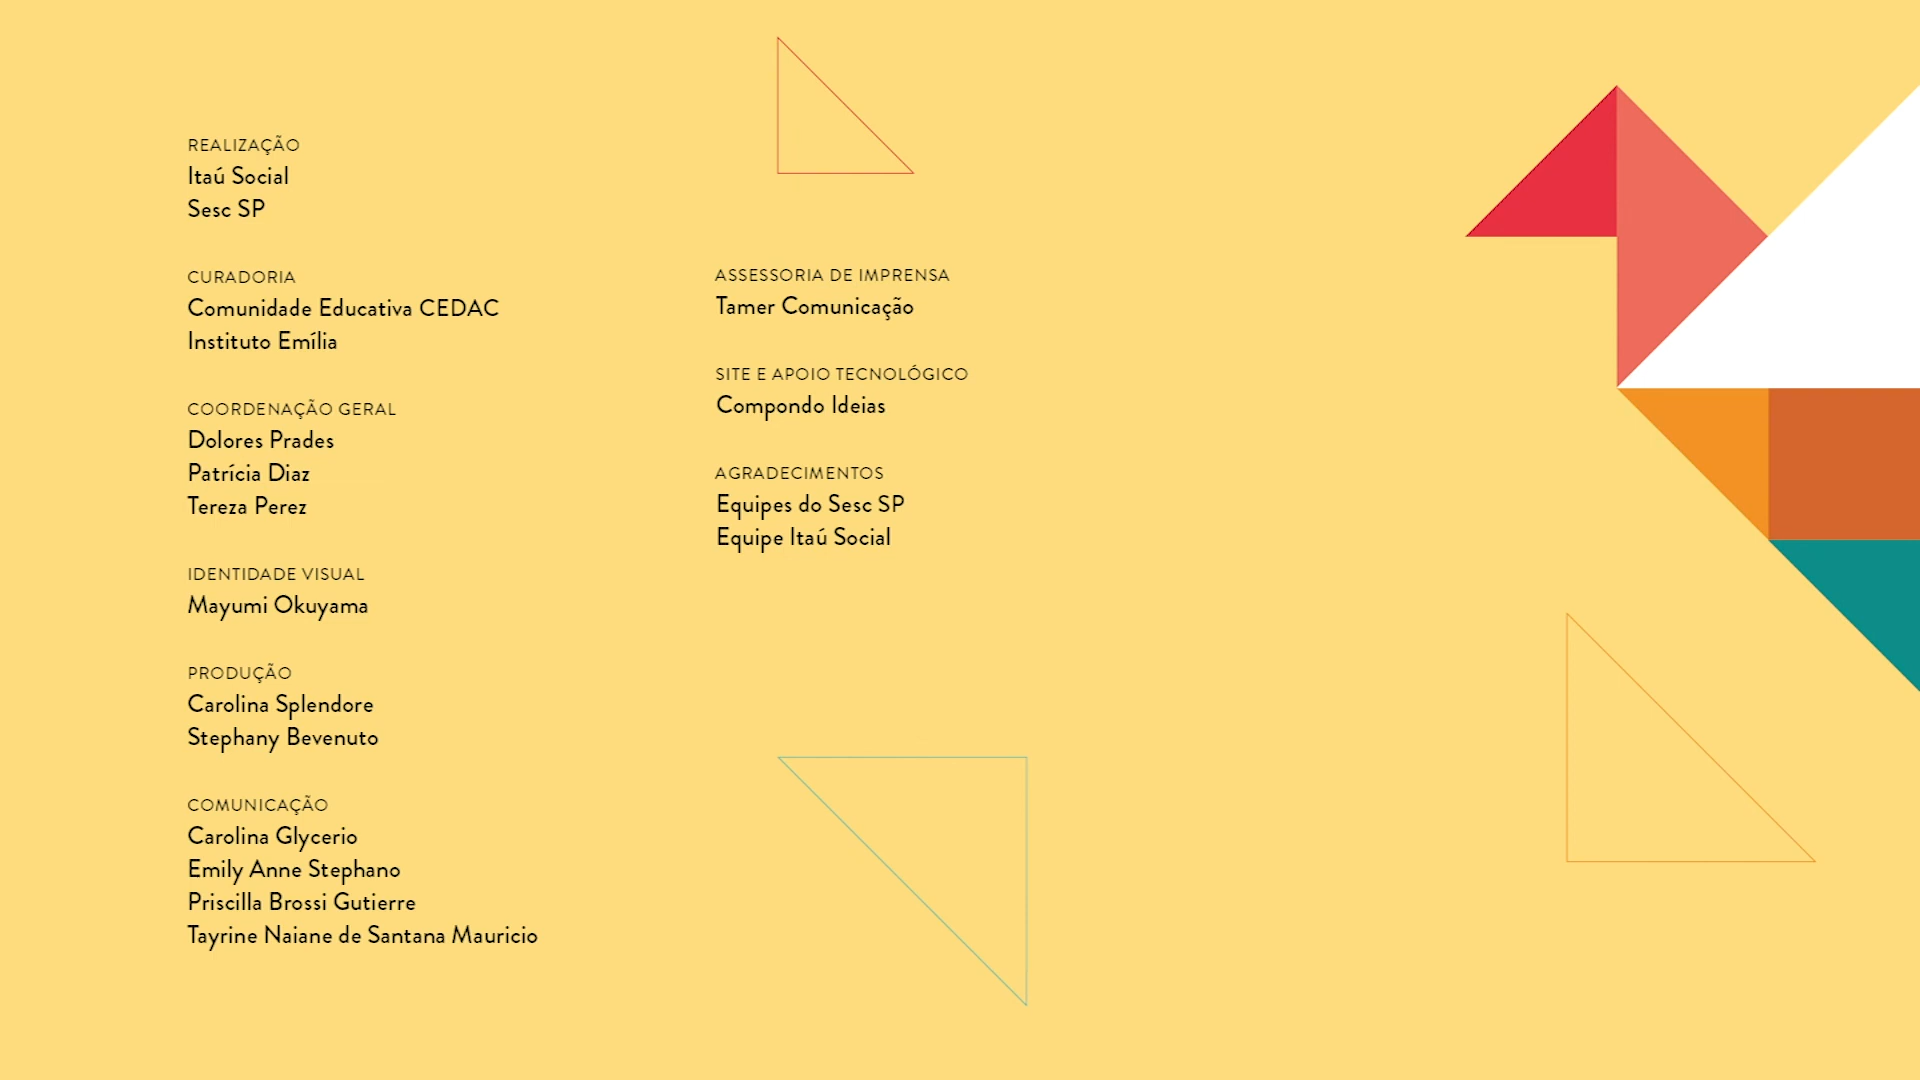 REALIZAÇÃO
Itaú Social
Sesc SP
CURADORIA
Comunidade Educativa CEDAC
Instituto Emília
COORDENAÇÃO GERAL
Dolores Prades
Patrícia Diaz
Tereza Perez
IDENTIDADE VISUAL
Mayumi Okuyama
PRODUÇÃO
Carolina Splendore
Stephany Bevenuto
COMUNICAÇÃO
Carolina Glycerio
Emily Anne Stephano
Priscilla Brossi Gutierre
Tayrine Naiane de Santana Mauricio
ASSESSORIA DE IMPRENSA
Tamer Comunicação
SITE E APOIO TECNOLÓGICO
Compondo Ideias
AGRADECIMENTOS
Equipes do Sesc SP
Equipe Itaú Social